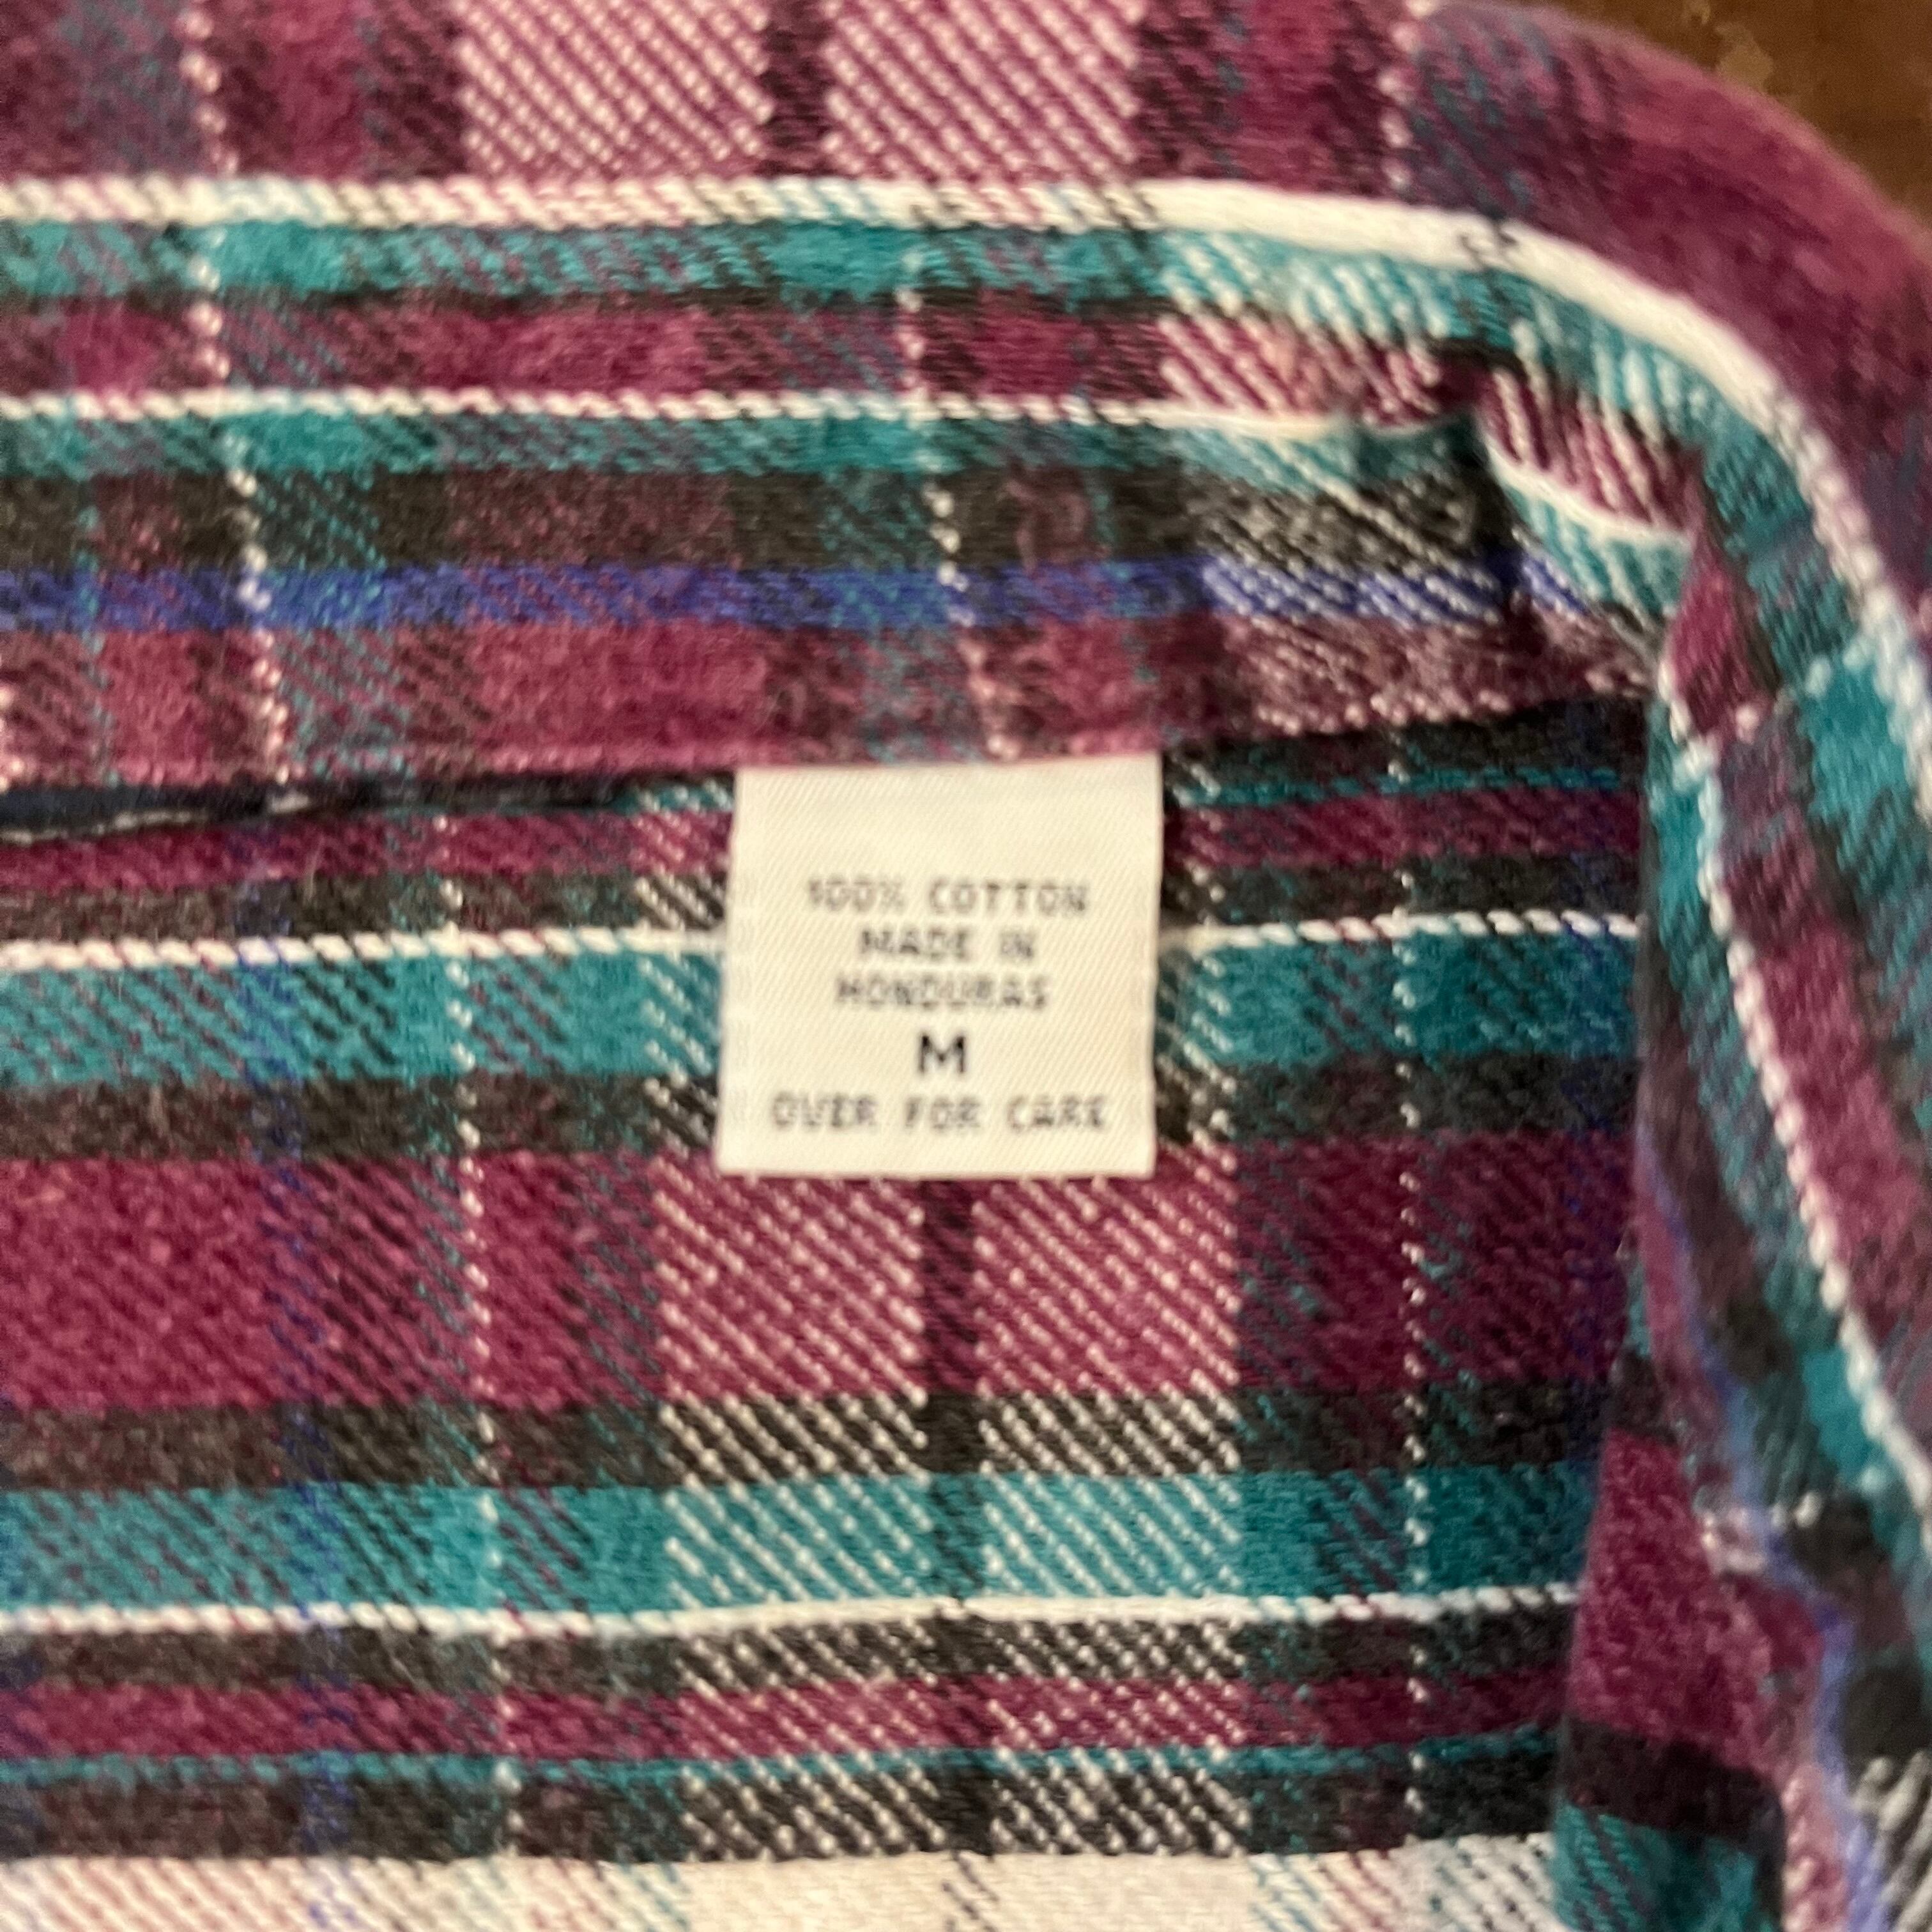 100% COTTON
MADE IN
HONDURAS
M
OVER FOR CARE